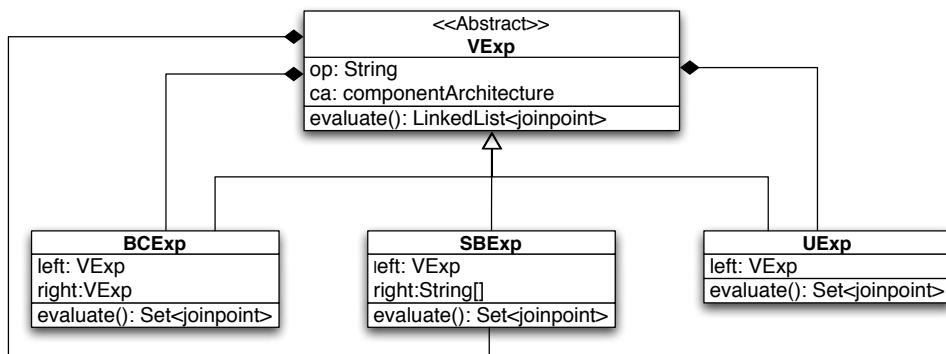 <<Abstract>>
VExp
op: String
ca: componentArchitecture
evaluate(): LinkedList<joinpoint>
BCExp
left: VExp
right:VExp
evaluate(): Set<joinpoint>
SBExp
left: VExp
right:String[]
evaluate(): Set<joinpoint>
UExp
left: VExp
evaluate(): Set<joinpoint>